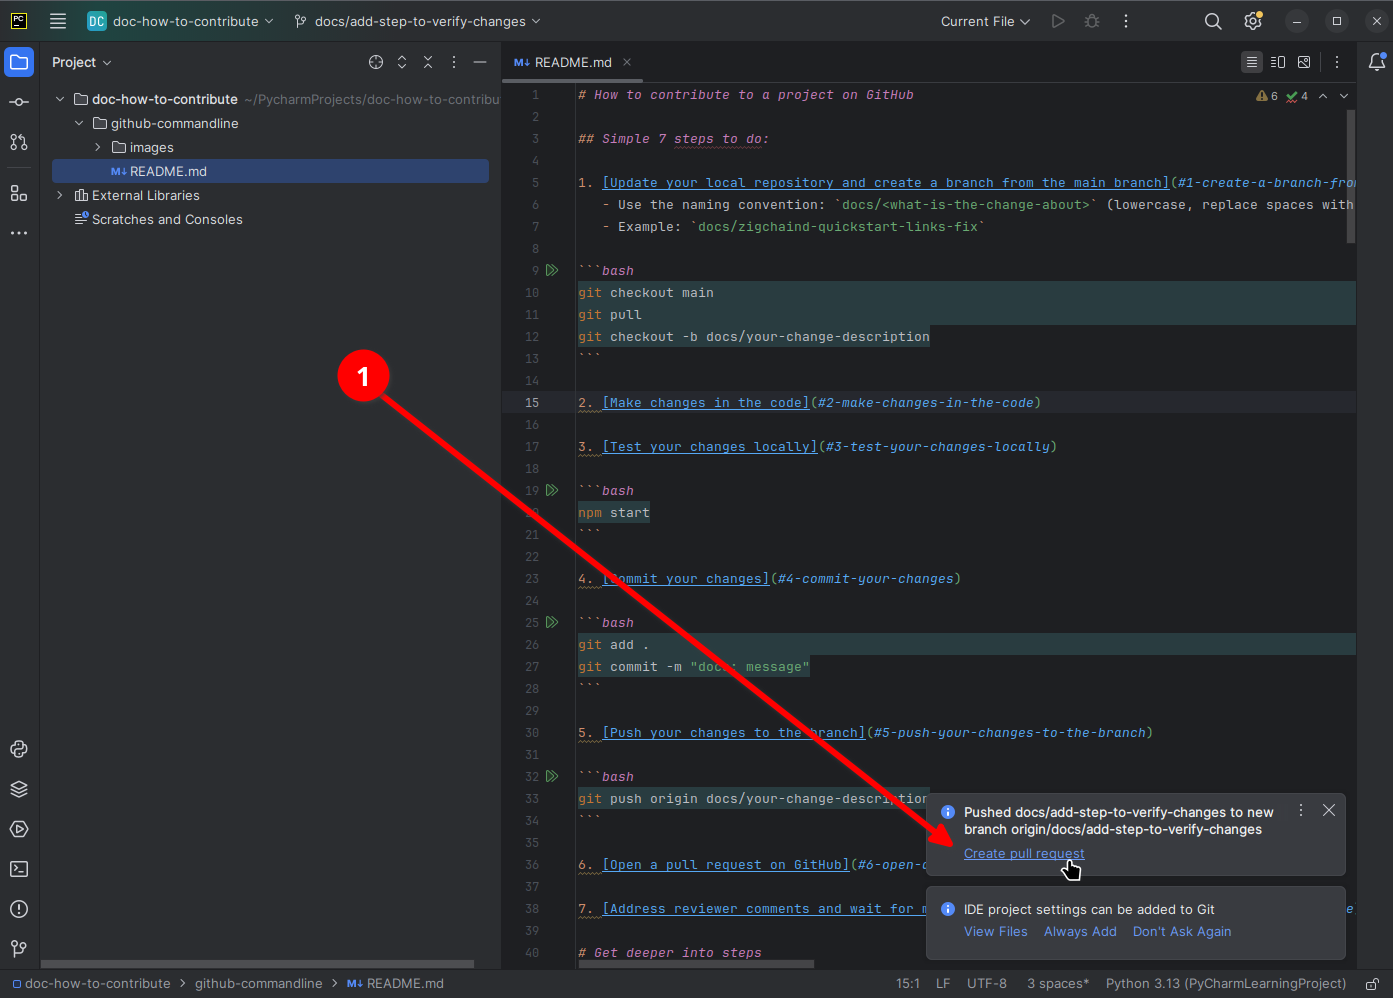 PC
DC doc-how-to-contribute docs/add-step-to-verify-changes Current File
Project
README.md
doc-how-to-contribute ~/PycharmProjects/doc-how-to-contribu
github-commandline
images
M↓ README.md
External Libraries
Scratches and Consoles
6 4
1 # How to contribute to a project on GitHub
2
3 ## Simple 7 steps to do:
4
5 1. [Update your local repository and create a branch from the main branch](#1-create-a-branch-fro
6 - Use the naming convention: `docs/<what-is-the-change-about>` (lowercase, replace spaces with
7 - Example: `docs/zigchaind-quickstart-links-fix`
8
9 ```bash
10 git checkout main
11 git pull
12 git checkout -b docs/your-change-description
13 ```
14
1
15 2. [Make changes in the code](#2-make-changes-in-the-code)
16
17 3. [Test your changes locally](#3-test-your-changes-locally)
18
19 ```bash
20 npm start
21 ```
22
23 4. [Commit your changes](#4-commit-your-changes)
24
25 ```bash
26 git add .
27 git commit -m "docs: message"
28 ```
29
30 5. [Push your changes to the branch](#5-push-your-changes-to-the-branch)
31
32 ```bash
33 git push origin docs/your-change-description
34 ```
35
36 6. [Open a pull request on GitHub](#6-open-
37
38 7. [Address reviewer comments and wait for
39
40 # Get deeper into steps
Pushed docs/add-step-to-verify-changes to new
branch origin/docs/add-step-to-verify-changes
Create pull request
IDE project settings can be added to Git
View Files Always Add Don't Ask Again
doc-how-to-contribute > github-commandline > M↓ README.md 15:1 LF UTF-8 3 spaces* Python 3.13 (PyCharmLearningProject)